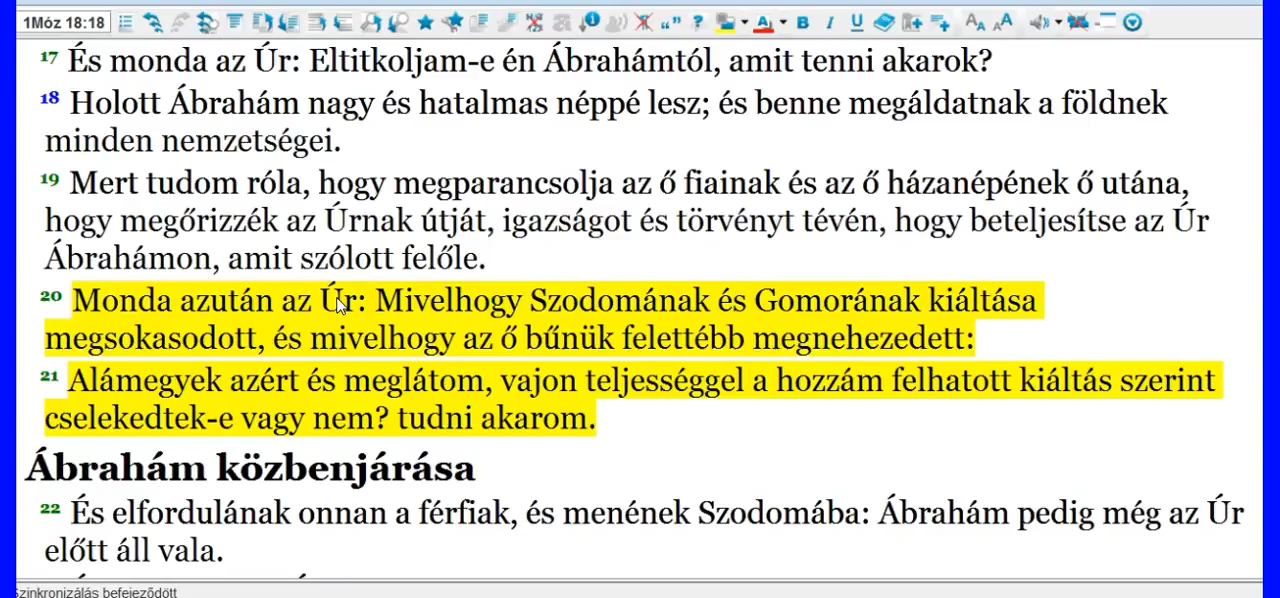 1Móz 18:18
17 És monda az Úr: Eltitkoljam-e én Ábrahámtól, amit tenni akarok?
18 Holott Ábrahám nagy és hatalmas néppé lesz; és benne megáldatnak a földnek
minden nemzetségei.
19 Mert tudom róla, hogy megparancsolja az ő fiainak és az ő házanépének ő utána,
hogy megőrizzék az Úrnak útját, igazságot és törvényt tévén, hogy beteljesítse az Úr
Ábrahámon, amit szólott felőle.
20 Monda azután az Úr: Mivelhogy Szodomának és Gomorának kiáltása
megsokasodott, és mivelhogy az ő bűnük felettébb megnehezedett:
21 Alámegyek azért és meglátom, vajon teljességgel a hozzám felhatott kiáltás szerint
cselekedtek-e vagy nem? tudni akarom.
Ábrahám közbenjárása
22 És elfordulának onnan a férfiak, és menének Szodomába: Ábrahám pedig még az Úr
előtt áll vala.
Szinkronizálás befejeződött